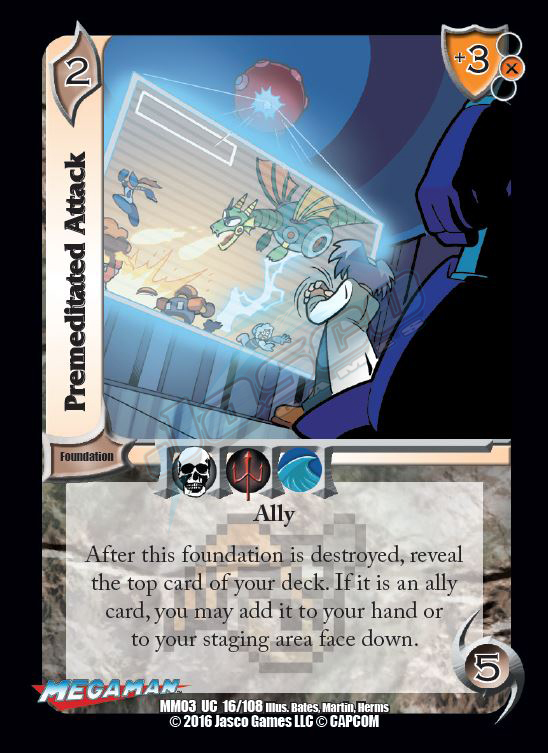 2
+3
Premeditated Attack
Foundation
Ally
After this foundation is destroyed, reveal
the top card of your deck. If it is an ally
card, you may add it to your hand or
to your staging area face down.
5
MEGAMAN™
MM03 UC 16/108 Illus. Bates, Martin, Herms
© 2016 Jasco Games LLC © CAPCOM